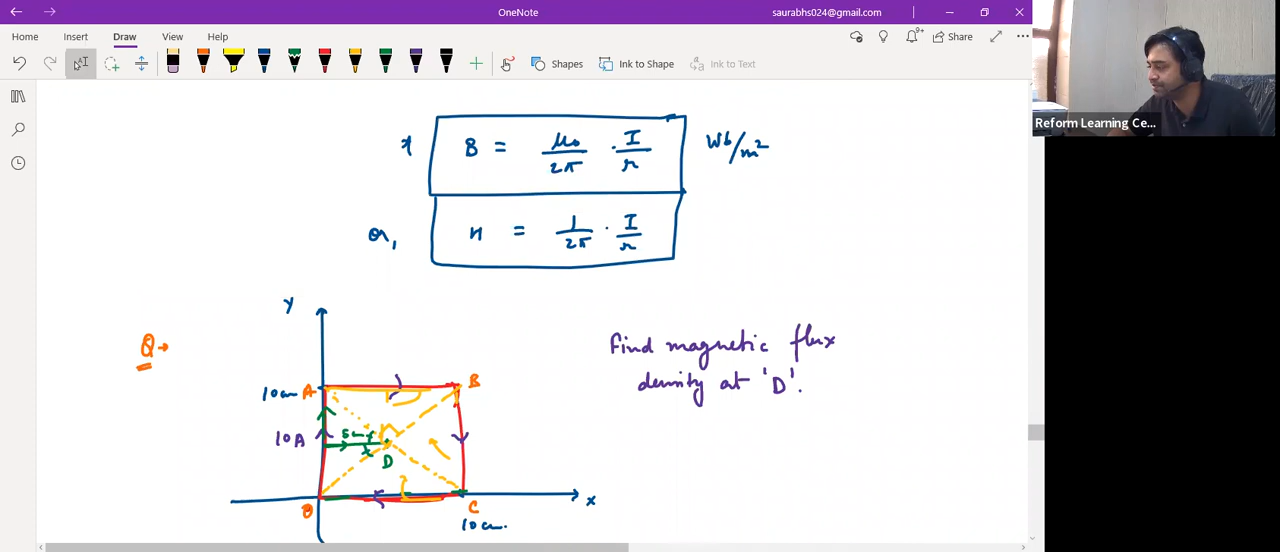 OneNote
saurabhs024@gmail.com
Home Insert Draw View Help
Share
Shapes
Ink to Shape
Ink to Text
Reform Learning Ce...
B = μ₀/2π · I/r Wb/m²
or, H = 1/2π · I/r
Q→
Y
10cm A
B
10A
5cm
D
O
C
x
10cm.
Find magnetic flux
density at 'D'.